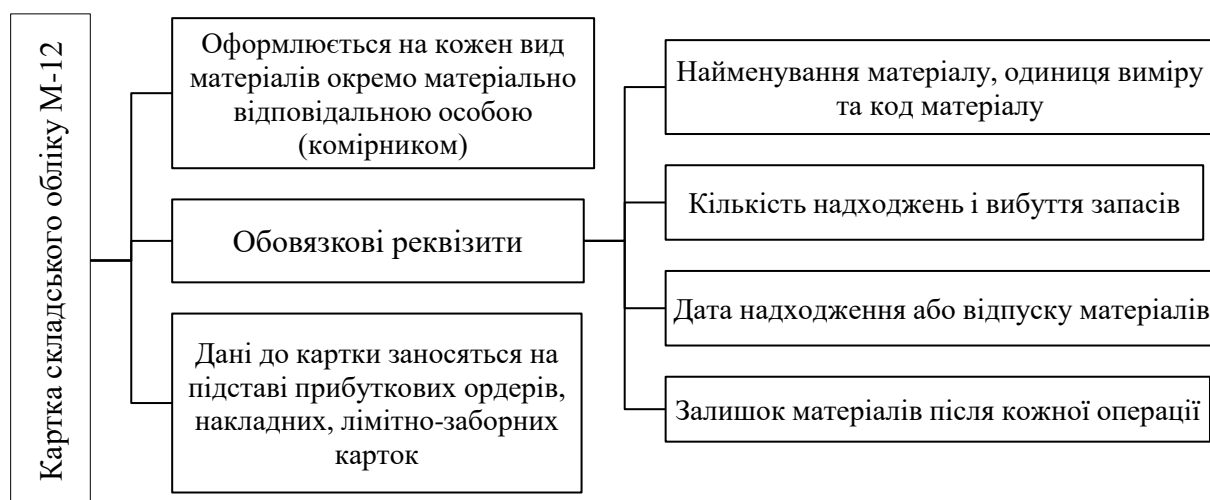 Картка складського обліку М-12
Оформлюється на кожен вид
матеріалів окремо матеріально
відповідальною особою
(комірником)
Обовязкові реквізити
Дані до картки заносяться на
підставі прибуткових ордерів,
накладних, лімітно-заборних
карток
Найменування матеріалу, одиниця виміру
та код матеріалу
Кількість надходжень і вибуття запасів
Дата надходження або відпуску матеріалів
Залишок матеріалів після кожної операції